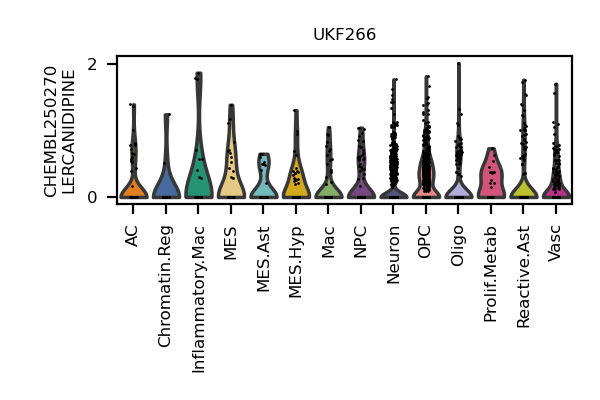 UKF266
CHEMBL250270
LERCANIDIPINE
2
0
AC
Chromatin.Reg
Inflammatory.Mac
MES
MES.Ast
MES.Hyp
Mac
NPC
Neuron
OPC
Oligo
Prolif.Metab
Reactive.Ast
Vasc